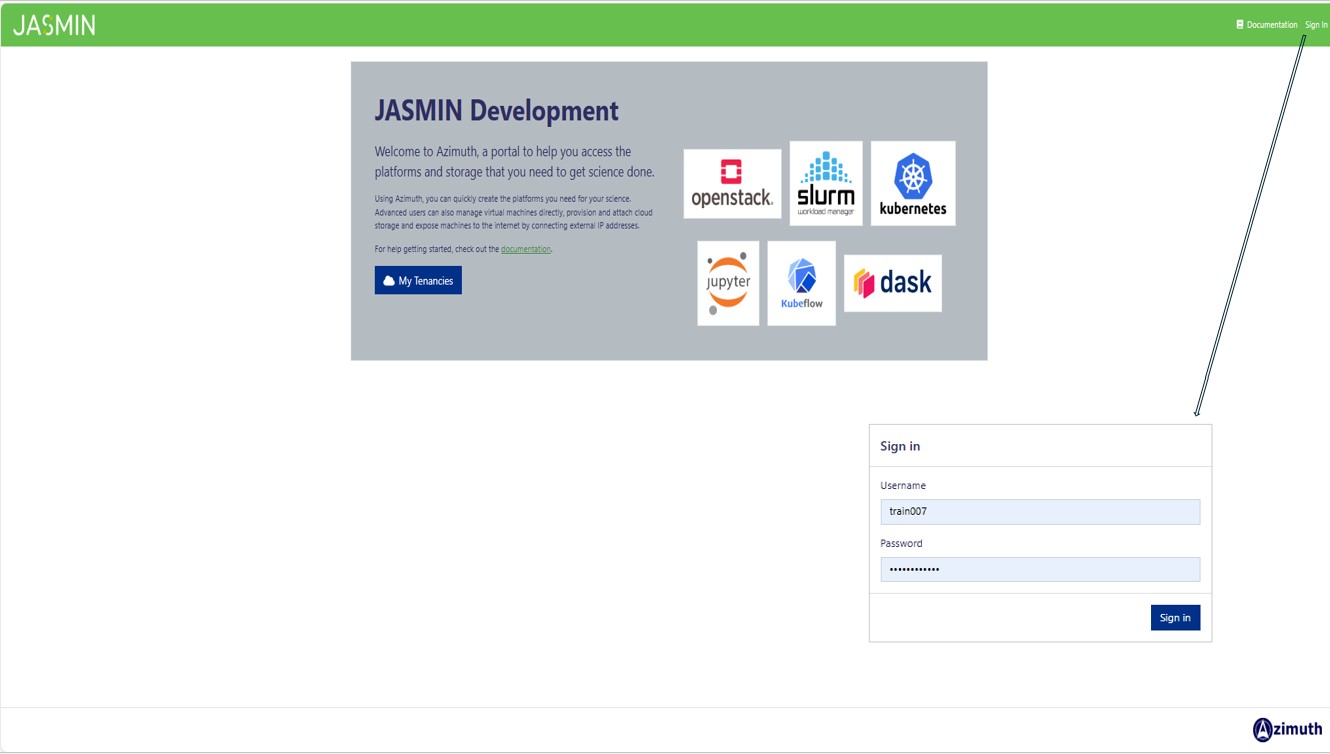 JASMIN
Documentation Sign In
JASMIN Development
Welcome to Azimuth, a portal to help you access the
platforms and storage that you need to get science done.
Using Azimuth, you can quickly create the platforms you need for your science.
Advanced users can also manage virtual machines directly, provision and attach cloud
storage and expose machines to the internet by connecting external IP addresses.
For help getting started, check out the documentation.
My Tenancies
openstack.
slurm
workload manager
kubernetes
jupyter
Kubeflow
dask
Sign in
Username
train007
Password
••••••••••••
Sign in
Azimuth